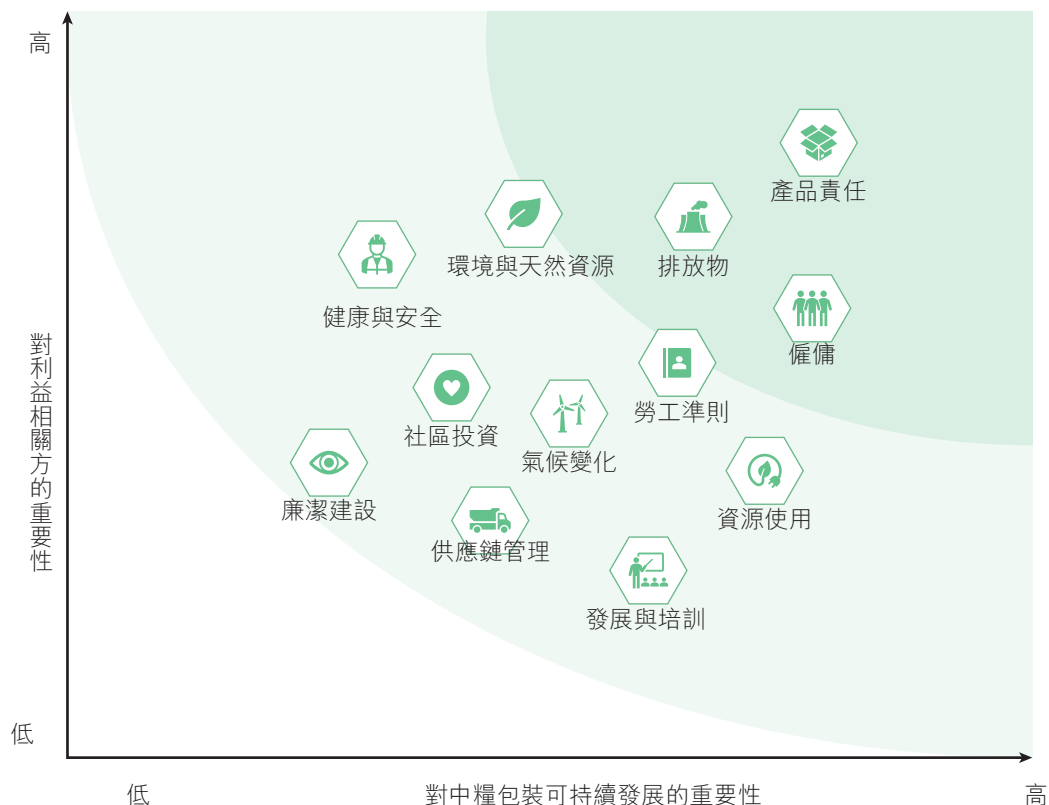 高
產品責任
環境與天然資源
排放物
健康與安全
對利益相關方的重要性
僱傭
勞工準則
社區投資
氣候變化
廉潔建設
資源使用
供應鏈管理
發展與培訓
低
低
對中糧包裝可持續發展的重要性
高